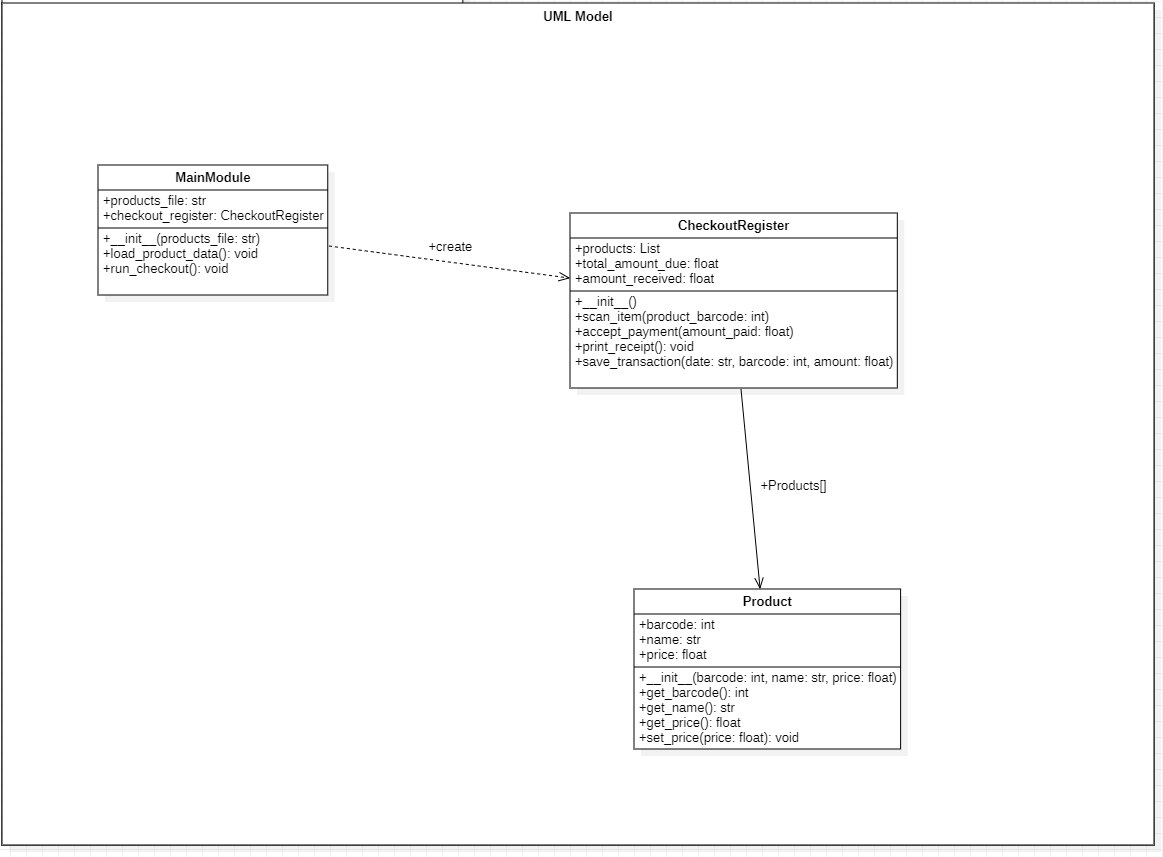 UML Model
MainModule
+products_file: str
+checkout_register: CheckoutRegister
+__init__(products_file: str)
+load_product_data(): void
+run_checkout(): void
+create
CheckoutRegister
+products: List
+total_amount_due: float
+amount_received: float
+__init__()
+scan_item(product_barcode: int)
+accept_payment(amount_paid: float)
+print_receipt(): void
+save_transaction(date: str, barcode: int, amount: float)
+Products[]
Product
+barcode: int
+name: str
+price: float
+__init__(barcode: int, name: str, price: float)
+get_barcode(): int
+get_name(): str
+get_price(): float
+set_price(price: float): void